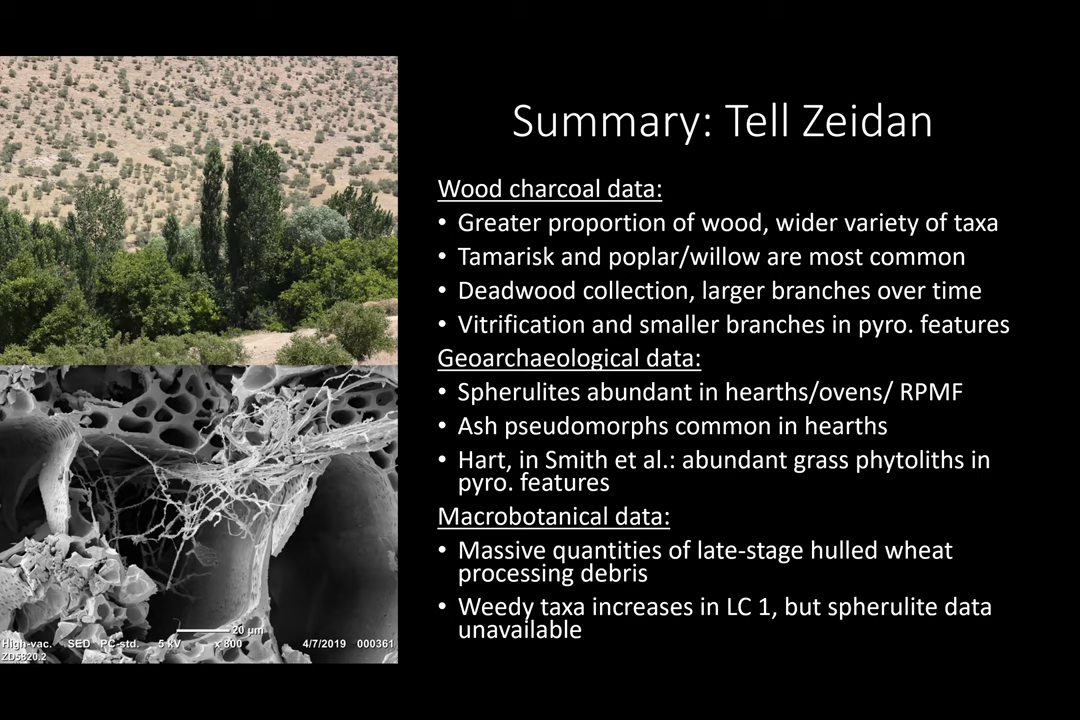 Summary: Tell Zeidan
Wood charcoal data:
• Greater proportion of wood, wider variety of taxa
• Tamarisk and poplar/willow are most common
• Deadwood collection, larger branches over time
• Vitrification and smaller branches in pyro. features
Geoarchaeological data:
• Spherulites abundant in hearths/ovens/ RPMF
• Ash pseudomorphs common in hearths
• Hart, in Smith et al.: abundant grass phytoliths in
pyro. features
Macrobotanical data:
• Massive quantities of late-stage hulled wheat
processing debris
• Weedy taxa increases in LC 1, but spherulite data
unavailable
20 µm
High-vac. SED PC-std. 5 kV x 800 4/7/2019 000361
ZD5820.2